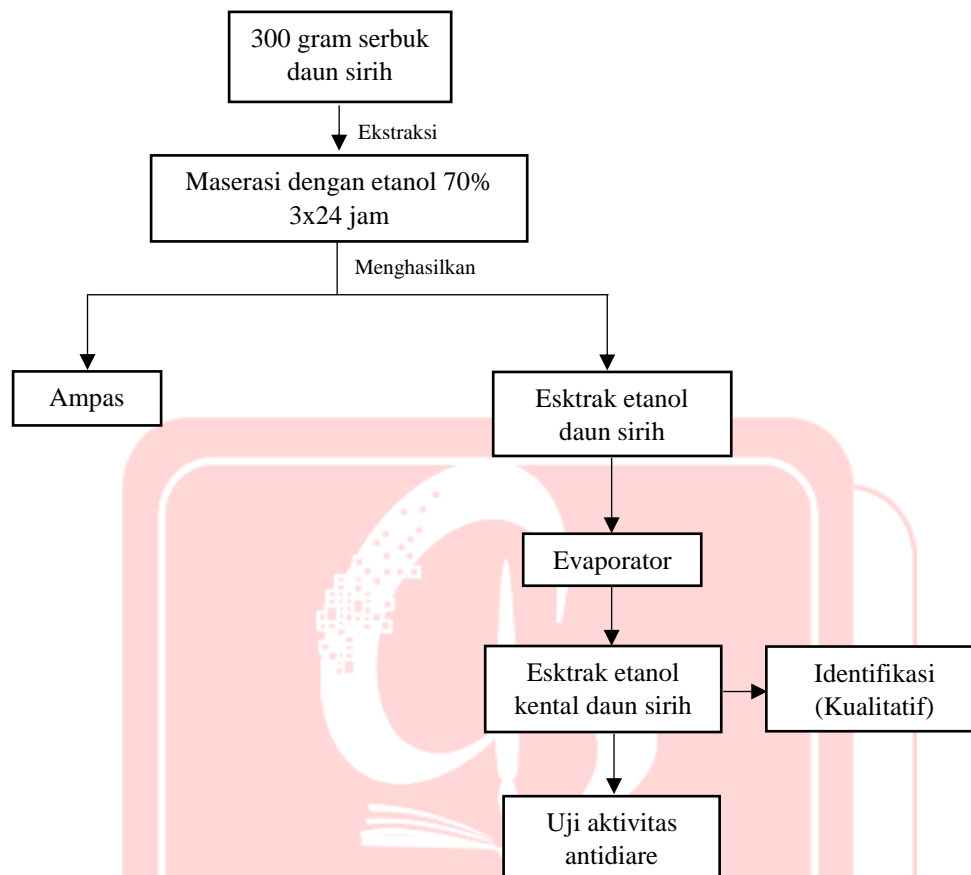 300 gram serbuk
daun sirih
Ekstraksi
Maserasi dengan etanol 70%
3x24 jam
Menghasilkan
Ampas
Esktrak etanol
daun sirih
Evaporator
Esktrak etanol
kental daun sirih
Identifikasi
(Kualitatif)
Uji aktivitas
antidiare